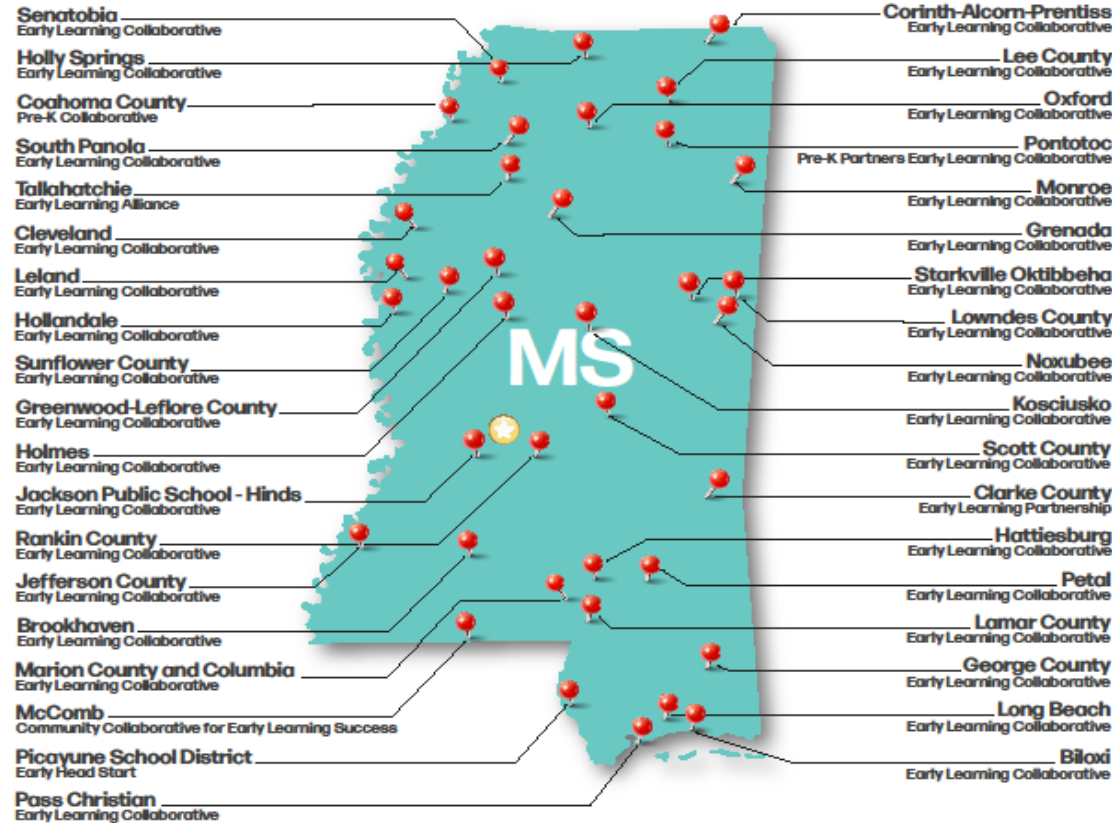 Senatobia
Early Learning Collaborative
Holly Springs
Early Learning Collaborative
Coahoma County
Pre-K Collaborative
South Panola
Early Learning Collaborative
Tallahatchie
Early Learning Alliance
Cleveland
Early Learning Collaborative
Leland
Early Learning Collaborative
Hollandale
Early Learning Collaborative
Sunflower County
Early Learning Collaborative
Greenwood-Leflore County
Early Learning Collaborative
Holmes
Early Learning Collaborative
Jackson Public School - Hinds
Early Learning Collaborative
Rankin County
Early Learning Collaborative
Jefferson County
Early Learning Collaborative
Brookhaven
Early Learning Collaborative
Marion County and Columbia
Early Learning Collaborative
McComb
Community Collaborative for Early Learning Success
Picayune School District
Early Head Start
Pass Christian
Early Learning Collaborative
MS
Corinth-Alcorn-Prentiss
Early Learning Collaborative
Lee County
Early Learning Collaborative
Oxford
Early Learning Collaborative
Pontotoc
Pre-K Partners Early Learning Collaborative
Monroe
Early Learning Collaborative
Grenada
Early Learning Collaborative
Starkville Oktibbeha
Early Learning Collaborative
Lowndes County
Early Learning Collaborative
Noxubee
Early Learning Collaborative
Kosciusko
Early Learning Collaborative
Scott County
Early Learning Collaborative
Clarke County
Early Learning Partnership
Hattiesburg
Early Learning Collaborative
Petal
Early Learning Collaborative
Lamar County
Early Learning Collaborative
George County
Early Learning Collaborative
Long Beach
Early Learning Collaborative
Biloxi
Early Learning Collaborative